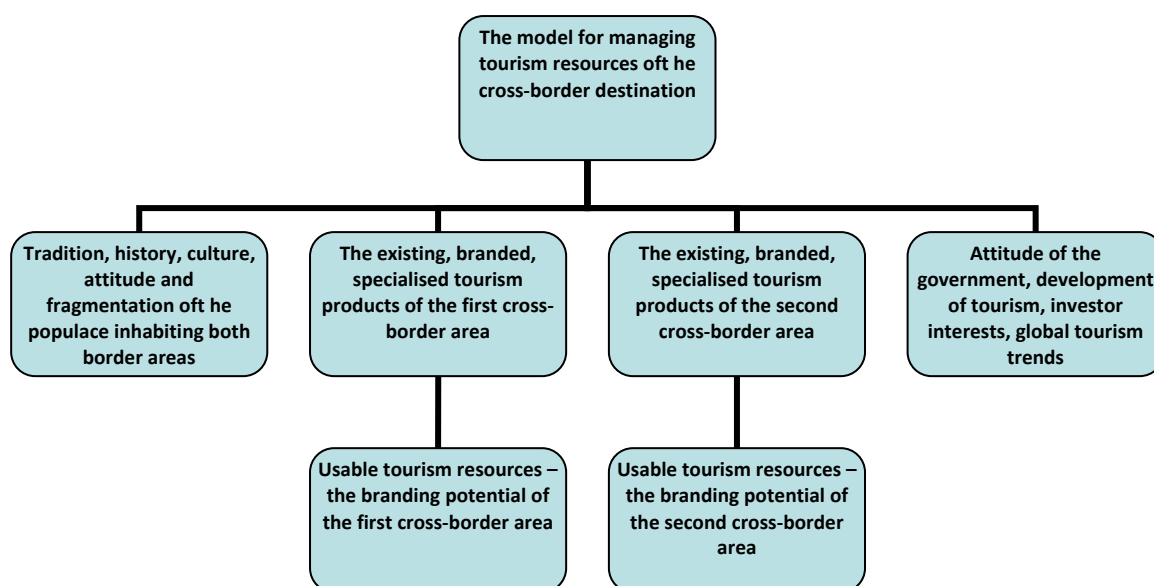 The model for managing
tourism resources oft he
cross-border destination
Tradition, history, culture,
attitude and
fragmentation oft he
populace inhabiting both
border areas
The existing, branded,
specialised tourism
products of the first cross-
border area
The existing, branded,
specialised tourism
products of the second
cross-border area
Attitude of the
government, development
of tourism, investor
interests, global tourism
trends
Usable tourism resources –
the branding potential of
the first cross-border area
Usable tourism resources –
the branding potential of
the second cross-border
area